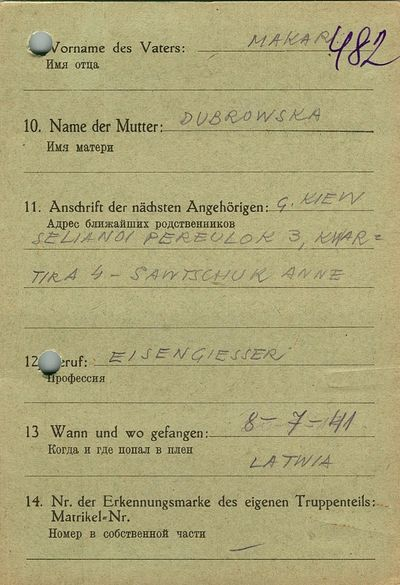 Vorname des Vaters: MAKAR 482
Имя отца
10. Name der Mutter: DUBROWSKA
Имя матери
11. Anschrift der nächsten Angehörigen: G. KIEW
Адрес ближайших родственников
SELIANOI PEREULOK 3, KWAR=
TIRA 4 - SAWTSCHUK ANNE
12. Beruf: EISENGIESSER
Профессия
13 Wann und wo gefangen: 8-7-41
Когда и где попал в плен
LATWIA
14. Nr. der Erkennungsmarke des eigenen Truppenteils:
Matrikel-Nr.
Номер в собственной части
—